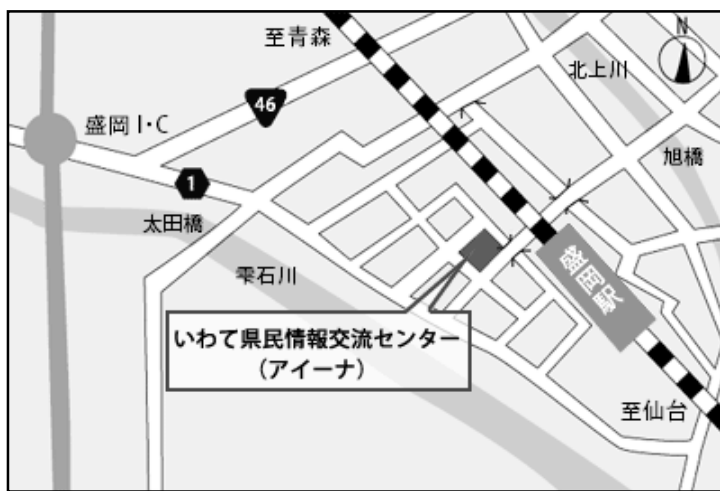 至青森
N
北上川
46
盛岡I・C
旭橋
1
太田橋
雫石川
盛岡駅
いわて県民情報交流センター
(アイーナ)
至仙台